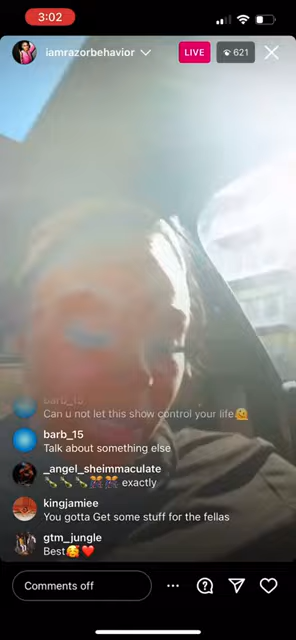 3:02
iamrazorbehavior
LIVE
621
barb_15
Can u not let this show control your life🫠
barb_15
Talk about something else
_angel_sheimmaculate
exactly
kingjamiee
You gotta Get some stuff for the fellas
gtm_jungle
Best🥰❤️
Comments off